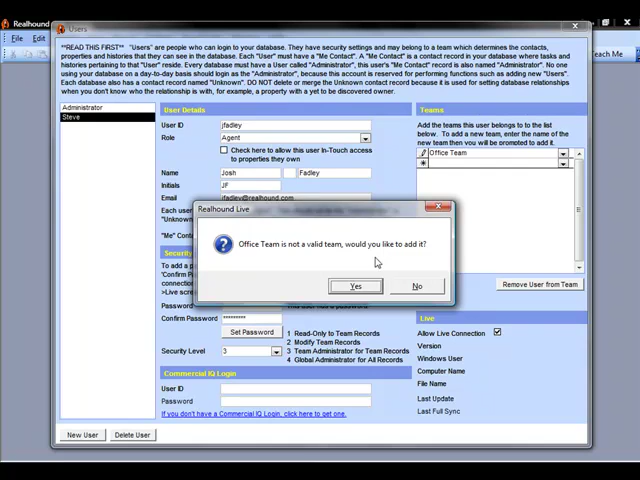 Realhound
File
Edit
Teach Me
Users
**READ THIS FIRST** "Users" are people who can login to your database. They have security settings and may belong to a team which determines the contacts,
properties and histories that they can see in the database. Each "User" must have a "Me Contact". A "Me Contact" is a contact record in your database where tasks and
histories pertaining to that "User" reside. Every database must have a User called "Administrator", this user's "Me Contact" record is also named "Administrator". No one
using your database on a day-to-day basis should login as the "Administrator", because this account is reserved for performing functions such as adding new "Users".
Each database also has a contact record named "Unknown". DO NOT delete or merge the Unknown contact record because it is used for setting database relationships
when you don't know who the relationship is with, for example, a property with a yet to be discovered owner.
Administrator
Steve
User Details
User ID
jfadley
Role
Agent
Check here to allow this user In-Touch access
to properties they own
Name
Josh
Fadley
Initials
JF
Email
jfadley@realhound.com
Each
"Unknown"
"Me" Contact
Security
To add a
'Confirm
connection
>Live screen
Password
Confirm Password
*********
Set Password
Security Level
3
1 Read-Only to Team Records
2 Modify Team Records
3 Team Administrator for Team Records
4 Global Administrator for All Records
Commercial IQ Login
User ID
Password
If you don't have a Commercial IQ Login, click here to get one.
New User
Delete User
Teams
Add the teams this user belongs to to the list
below. To add a new team, enter the name of the
new team then you will be prompted to add it.
Office Team
Remove User from Team
Live
Allow Live Connection
Version
Windows User
Computer Name
File Name
Last Update
Last Full Sync
Realhound Live
Office Team is not a valid team, would you like to add it?
Yes
No